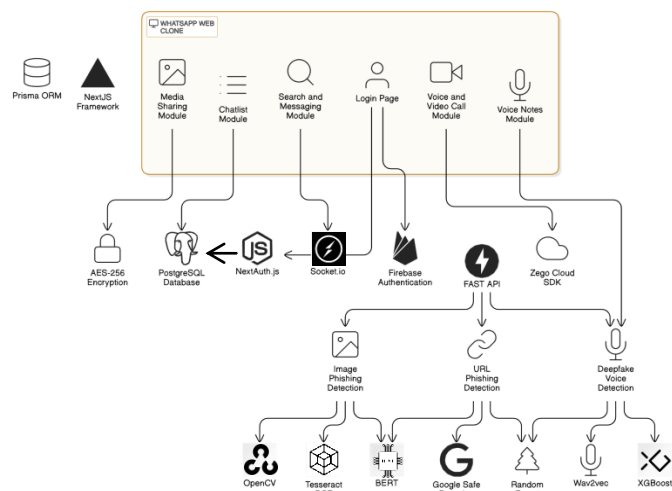 WHATSAPP WEB
CLONE
Prisma ORM
NextJS
Framework
Media
Sharing
Module
Chatlist
Module
Search and
Messaging
Module
Login Page
Voice and
Video Call
Module
Voice Notes
Module
AES-256
Encryption
PostgreSQL
Database
JS
NextAuth.js
Socket.io
Firebase
Authentication
FAST API
Zego Cloud
SDK
Image
Phishing
Detection
URL
Phishing
Detection
Deepfake
Voice
Detection
OpenCV
Tesseract
BERT
Google Safe
Random
Wav2vec
XGBoost